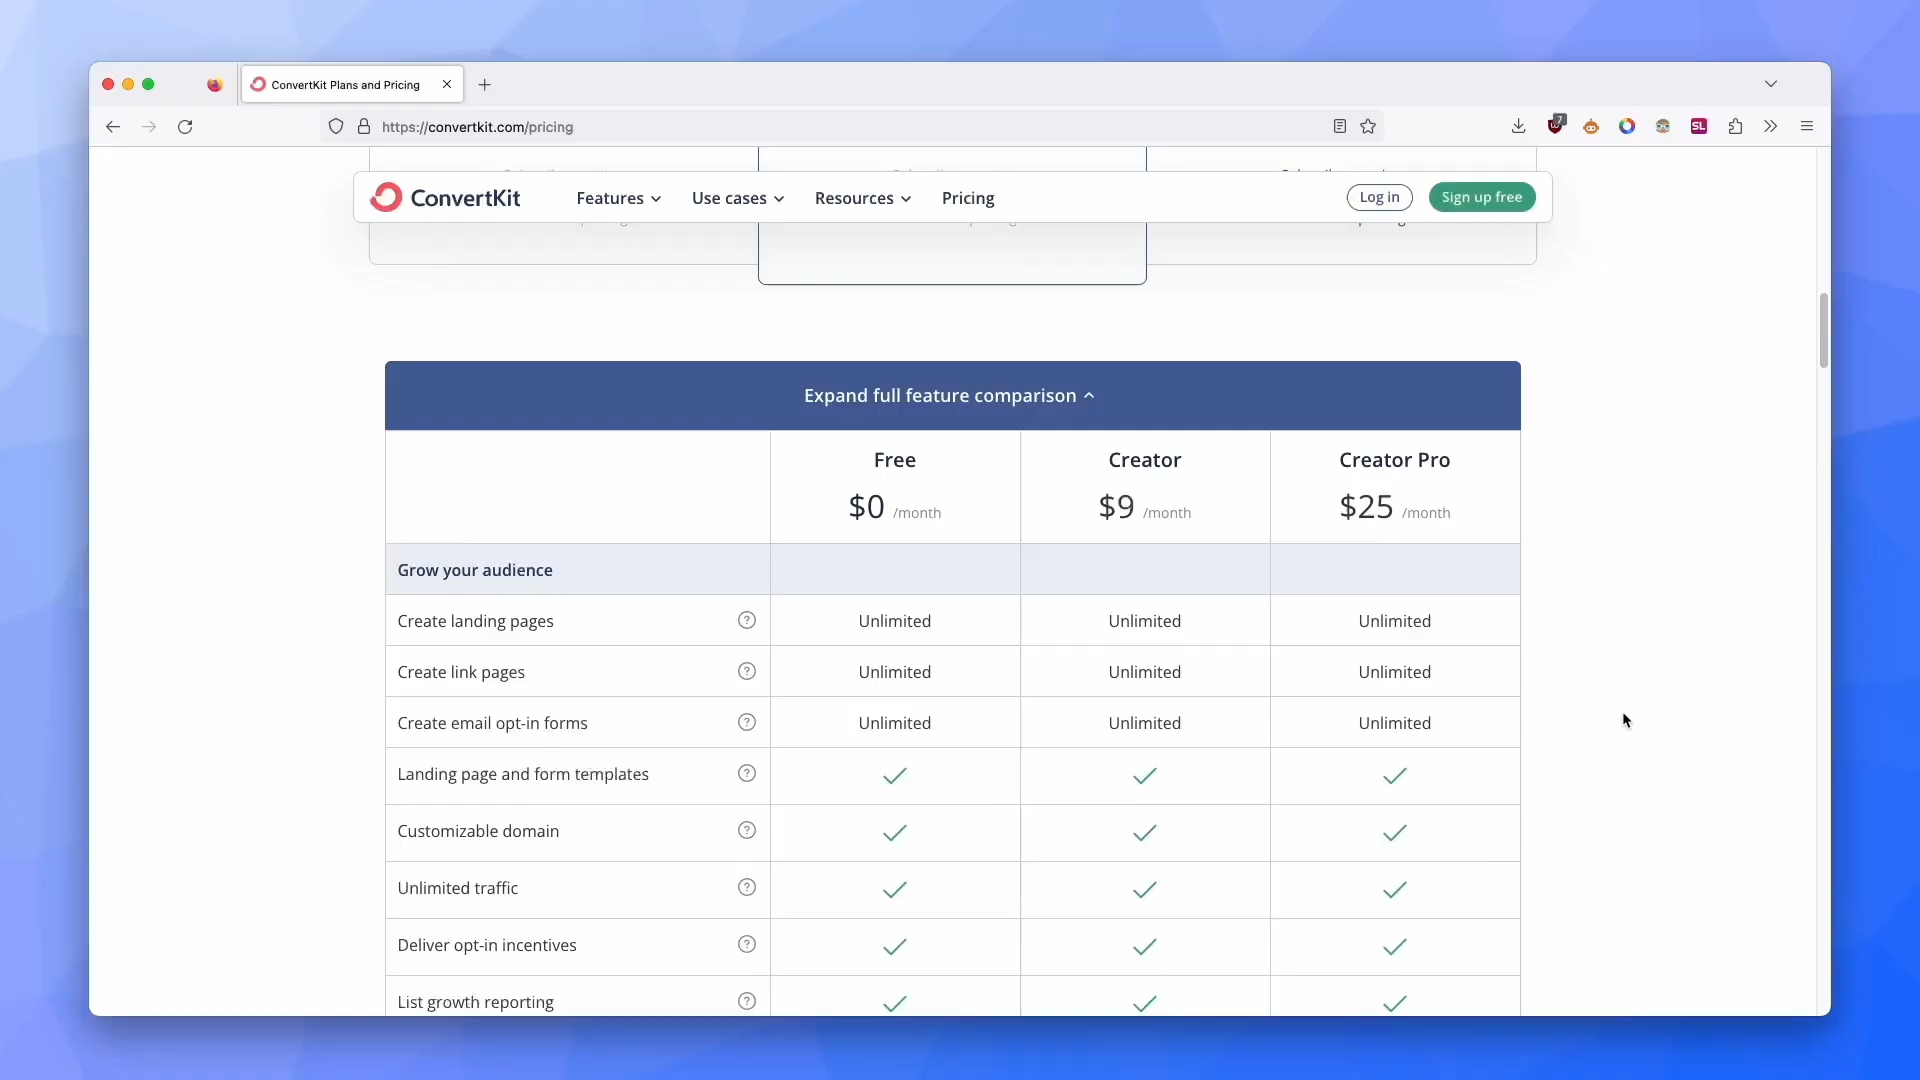 ConvertKit Plans and Pricing
https://convertkit.com/pricing
7
SL
ConvertKit Features Use cases Resources Pricing Log in Sign up free
Expand full feature comparison
Free Creator Creator Pro
$0 /month $9 /month $25 /month
Grow your audience
Create landing pages ? Unlimited Unlimited Unlimited
Create link pages ? Unlimited Unlimited Unlimited
Create email opt-in forms ? Unlimited Unlimited Unlimited
Landing page and form templates ?
Customizable domain ?
Unlimited traffic ?
Deliver opt-in incentives ?
List growth reporting ?